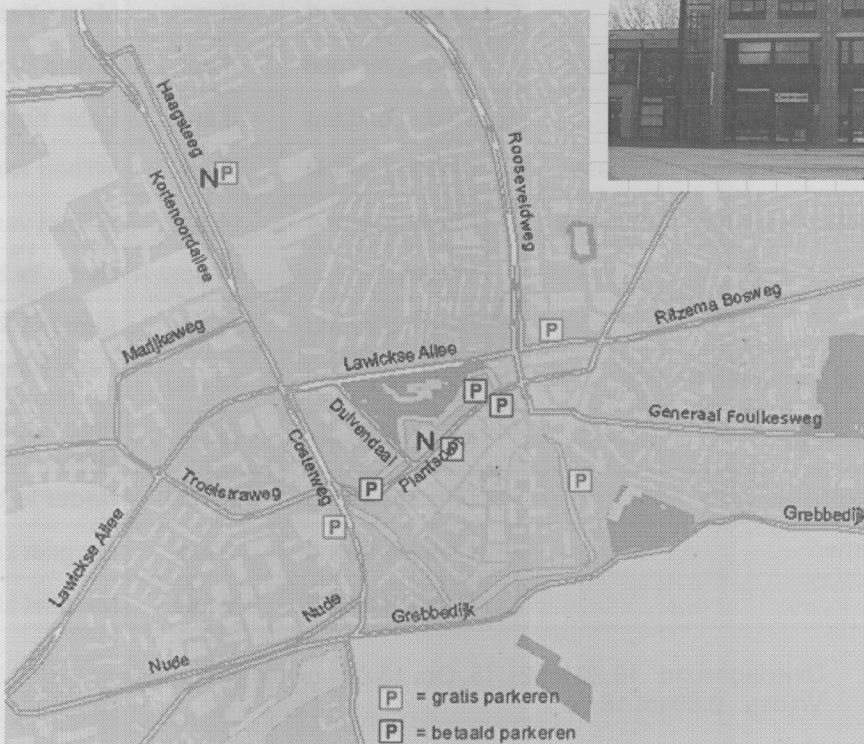 Haagsteeg
N P
Kortenoordallee
Rooseveldweg
Ritzema Bosweg
P
Marijkeweg
Lawickse Allee
P
P
Generaal Foulkesweg
Duivendaal
N P
Plantsoen
Costerweg
Troelstraweg
P
P
P
Grebbedijk
Lawickse Allee
Nude
Grebbedijk
Nude
P = gratis parkeren
P = betaald parkeren